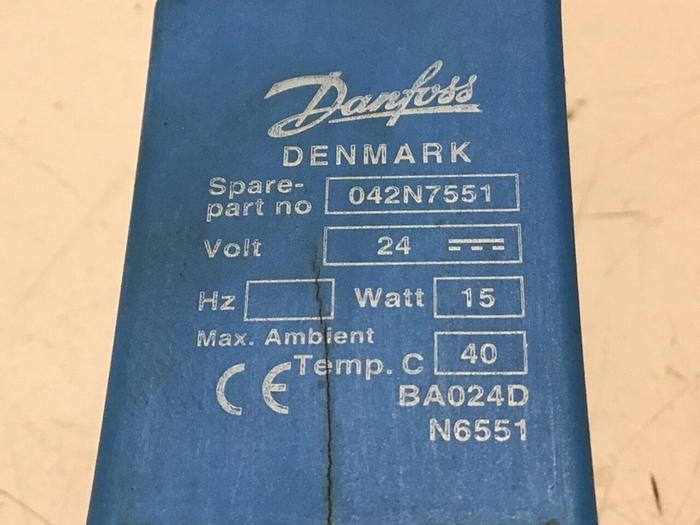 Danfoss
DENMARK
Spare-
part no 042N7551
Volt 24 ⎓
Hz Watt 15
Max. Ambient
Temp. C 40
CE BA024D
N6551